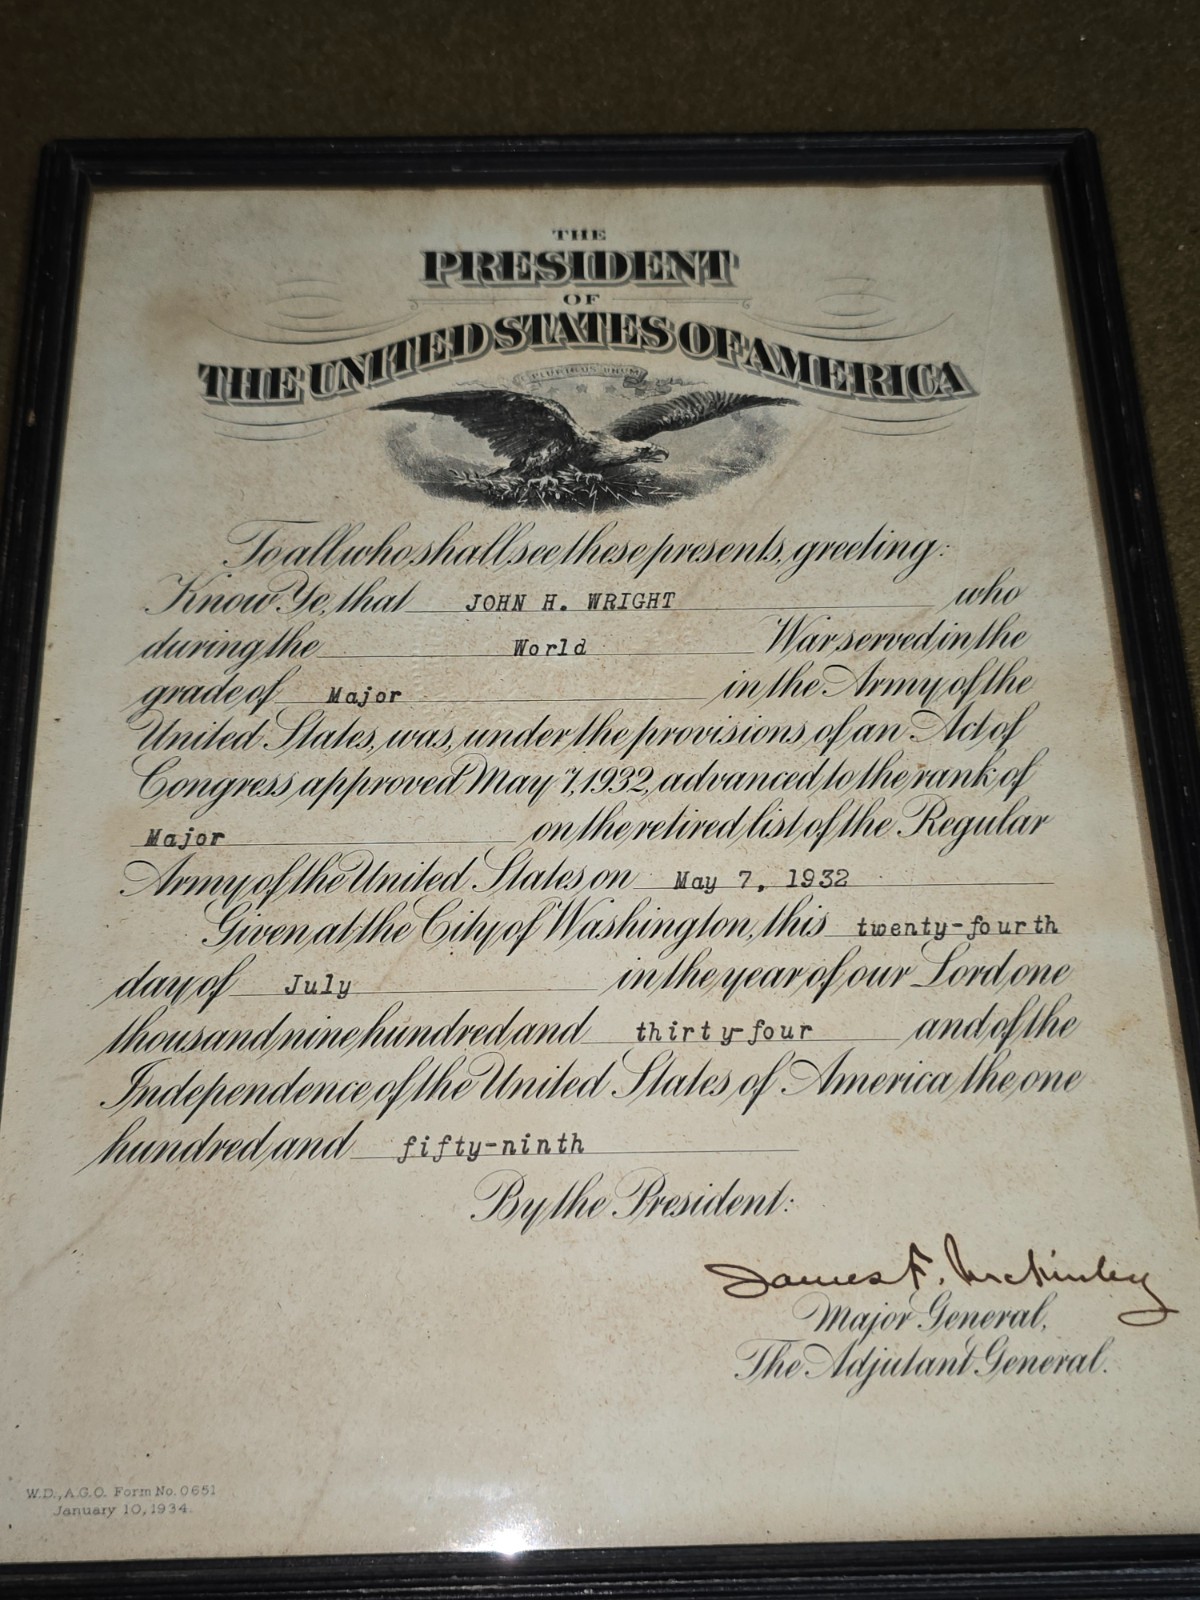 THE
PRESIDENT
OF
THE UNITED STATES OF AMERICA
E PLURIBUS UNUM
To all who shall see these presents, greeting:
Know Ye, that JOHN H. WRIGHT who
during the World War served in the
grade of Major in the Army of the
United States, was, under the provisions of an Act of
Congress approved May 7, 1932, advanced to the rank of
Major on the retired list of the Regular
Army of the United States on May 7, 1932
Given at the City of Washington, this twenty-fourth
day of July in the year of our Lord one
thousand nine hundred and thirty-four and of the
Independence of the United States of America the one
hundred and fifty-ninth
By the President:
James F. McKinley
Major General,
The Adjutant General.
W.D., A.G.O. Form No. 0651
January 10, 1934.